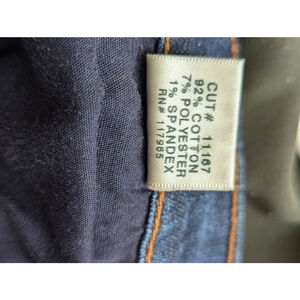 CUT# 11167
92% COTTON
7% POLYESTER
1% SPANDEX
RN# 117985